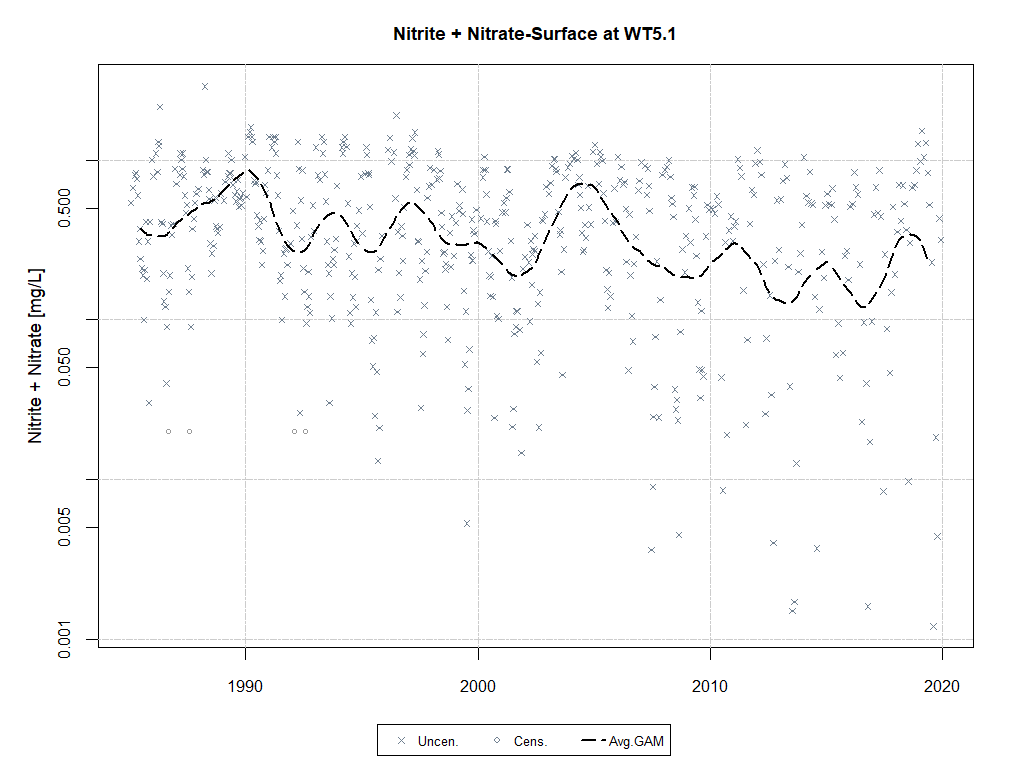 Nitrite + Nitrate-Surface at WT5.1
Nitrite + Nitrate [mg/L]
0.500
0.050
0.005
0.001
1990
2000
2010
2020
Uncen.
Cens.
Avg.GAM